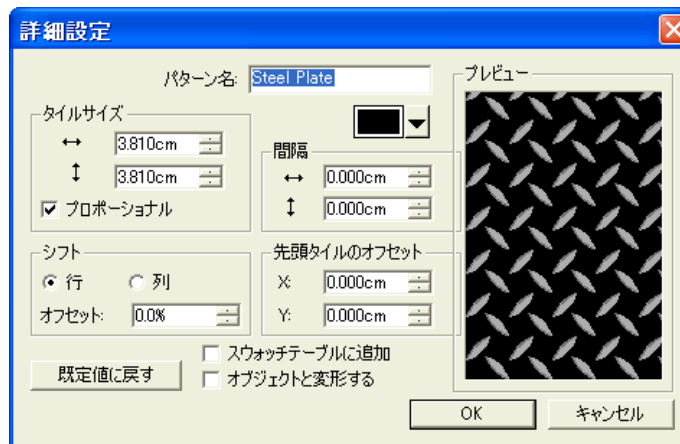 詳細設定
パターン名: Steel Plate
プレビュー
タイルサイズ
↔ 3.810cm
↕ 3.810cm
プロポーショナル
間隔
↔ 0.000cm
↕ 0.000cm
シフト
行 列
オフセット: 0.0%
先頭タイルのオフセット
X: 0.000cm
Y: 0.000cm
既定値に戻す
スウォッチテーブルに追加
オブジェクトと変形する
OK キャンセル